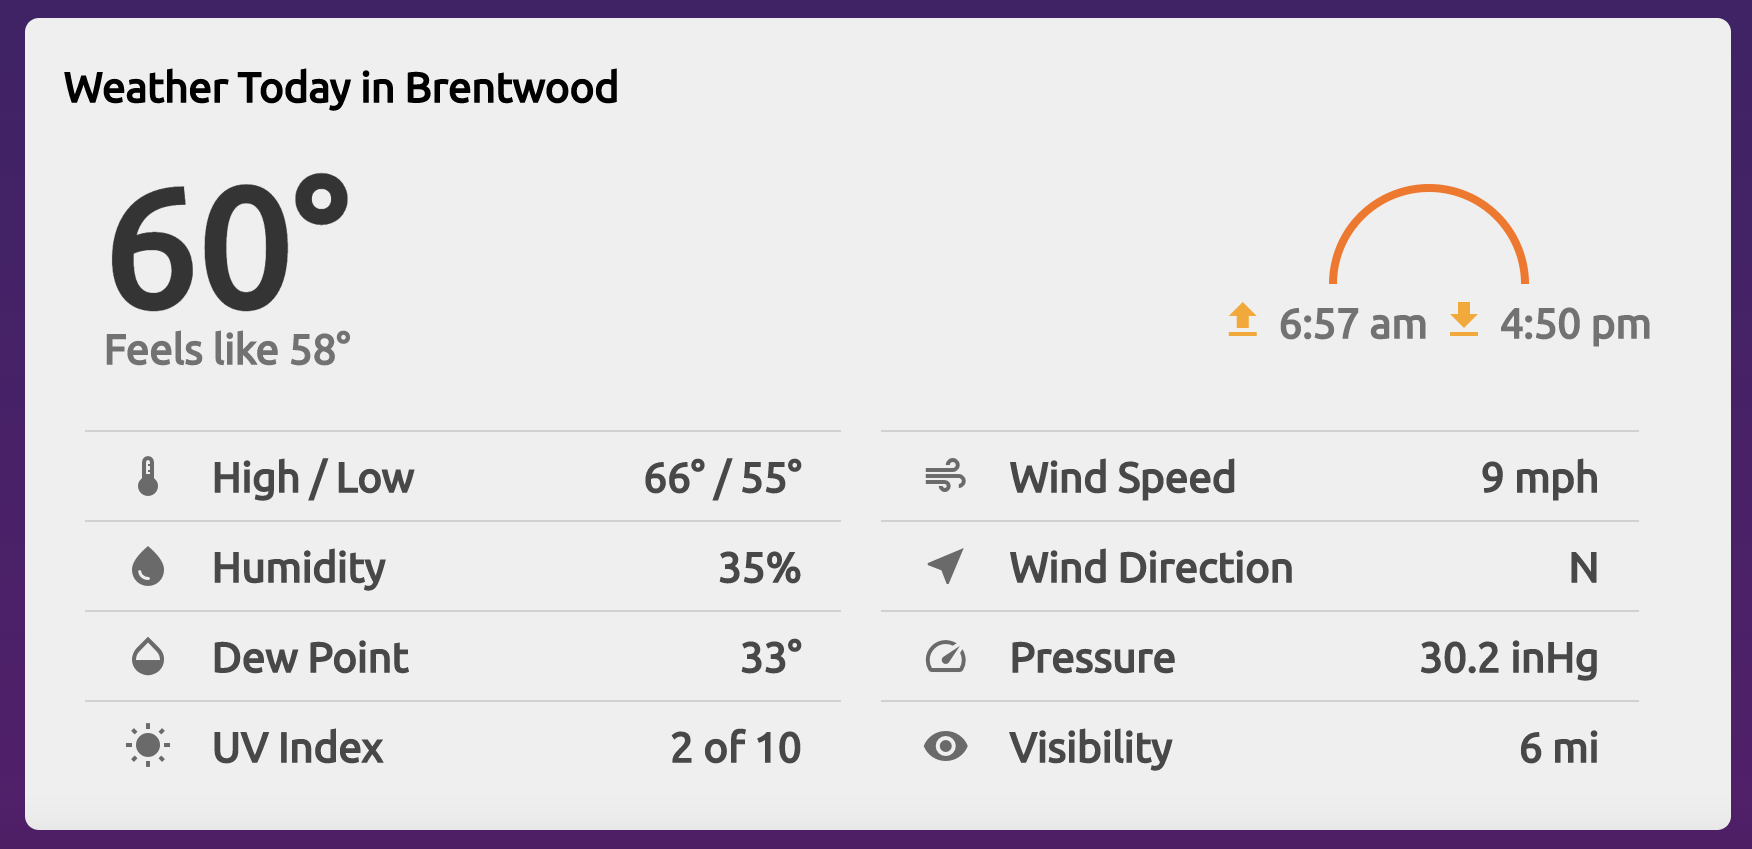 Weather Today in Brentwood
60°
Feels like 58°
6:57 am 4:50 pm
High / Low 66° / 55°
Humidity 35%
Dew Point 33°
UV Index 2 of 10
Wind Speed 9 mph
Wind Direction N
Pressure 30.2 inHg
Visibility 6 mi